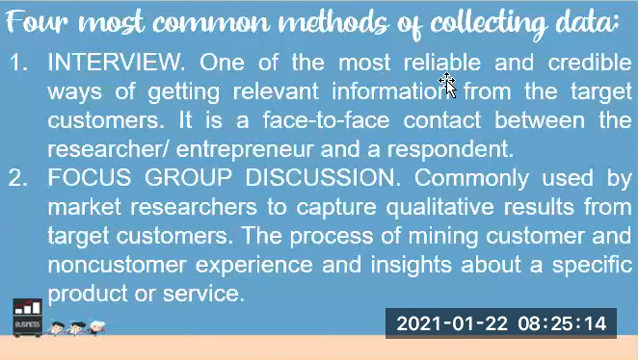 Four most common methods of collecting data:
1. INTERVIEW. One of the most reliable and credible
ways of getting relevant information from the target
customers. It is a face-to-face contact between the
researcher/ entrepreneur and a respondent.
2. FOCUS GROUP DISCUSSION. Commonly used by
market researchers to capture qualitative results from
target customers. The process of mining customer and
noncustomer experience and insights about a specific
product or service.
BUSINESS
2021-01-22 08:25:14